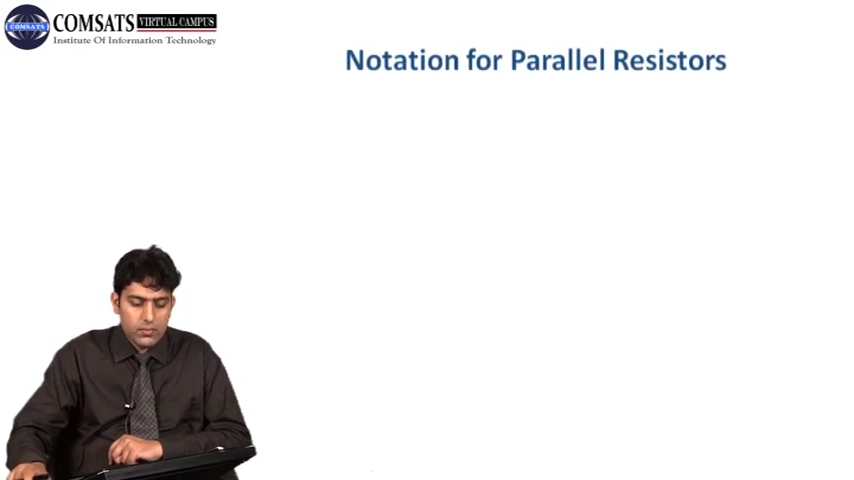 COMSATS VIRTUAL CAMPUS
Institute Of Information Technology
Notation for Parallel Resistors
COMSATS